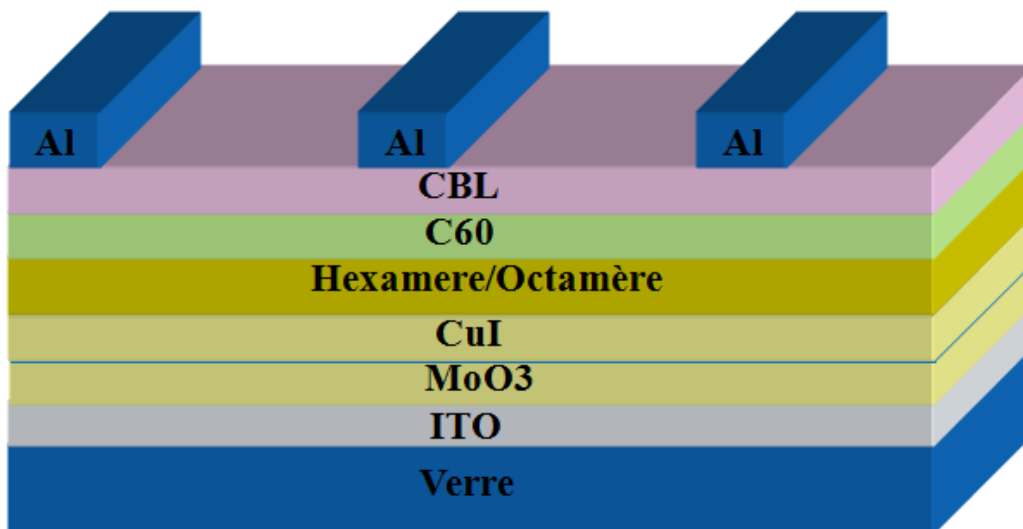 Al Al Al
CBL
C60
Hexamere/Octamère
CuI
MoO3
ITO
Verre